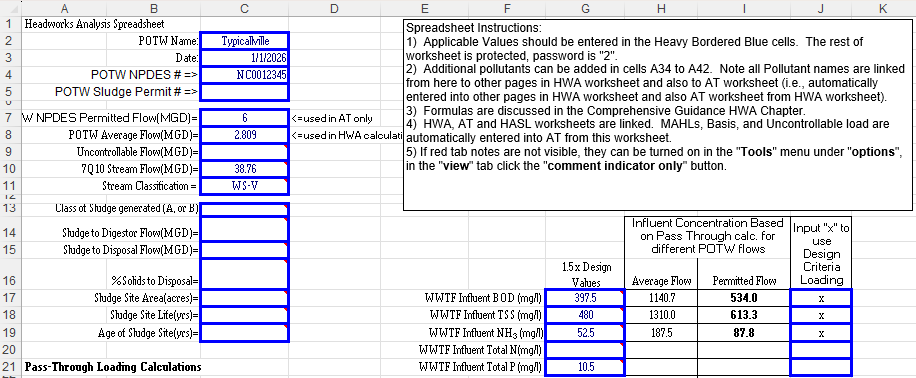 A B C D E F G H I J K
1 Headworks Analysis Spreadsheet
2 POTW Name: Typicalville
3 Date: 1/1/2026
4 POTW NPDES # => NC0012345
5 POTW Sludge Permit # =>
Spreadsheet Instructions:
1) Applicable Values should be entered in the Heavy Bordered Blue cells. The rest of
worksheet is protected, password is "2".
2) Additional pollutants can be added in cells A34 to A42. Note all Pollutant names are linked
from here to other pages in HWA worksheet and also to AT worksheet (i.e., automatically
entered into other pages in HWA worksheet and also AT worksheet from HWA worksheet).
3) Formulas are discussed in the Comprehensive Guidance HWA Chapter.
4) HWA, AT and HASL worksheets are linked. MAHLs, Basis, and Uncontrollable load are
automatically entered into AT from this worksheet.
5) If red tab notes are not visible, they can be turned on in the "Tools" menu under "options",
in the "view" tab click the "comment indicator only" button.
7 W NPDES Permitted Flow(MGD)= 6 <=used in AT only
8 POTW Average Flow(MGD)= 2.809 <=used in HWA calculati
9 Uncontrollable Flow(MGD)=
10 7Q10 Stream Flow(MGD)= 38.76
11 Stream Classification = WS-V
12
13 Class of Sludge generated (A, or B)
14 Sludge to Digestor Flow(MGD)=
15 Sludge to Disposal Flow(MGD)=
Influent Concentration Based
on Pass Through calc. for
different POTW flows
Input "x" to
use
Design
Criteria
Loading
1.5 x Design
Values
Average Flow Permitted Flow
16 %Solids to Disposal=
17 Sludge Site Area(acres)= WWTF Influent BOD (mg/l) 397.5 1140.7 534.0 x
18 Sludge Site Life(yrs)= WWTF Influent TSS (mg/l) 480 1310.0 613.3 x
19 Age of Sludge Site(yrs)= WWTF Influent NH3 (mg/l) 52.5 187.5 87.8 x
20 WWTF Influent Total N(mg/l)
21 Pass-Through Loading Calculations WWTF Influent Total P (mg/l) 10.5